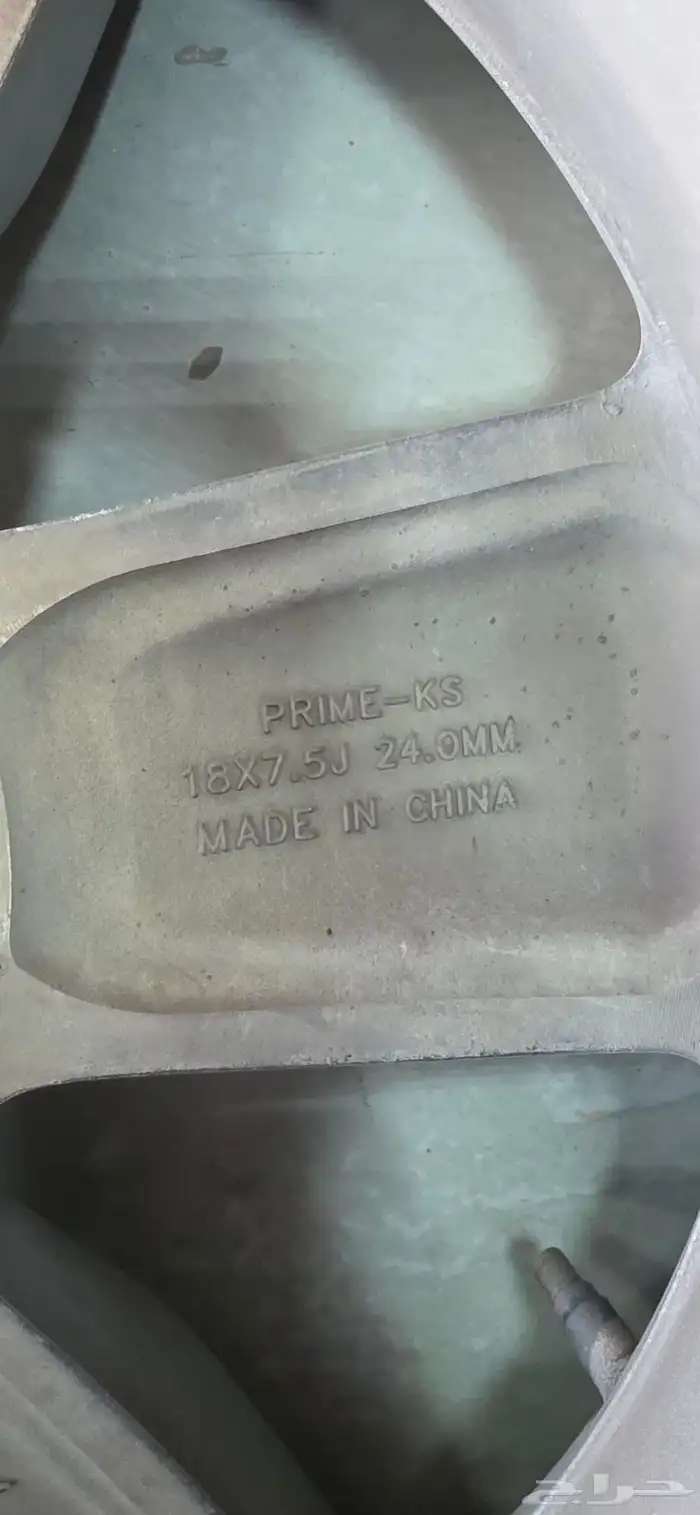 PRIME-KS
18X7.5J 24.0MM
MADE IN CHINA
حراج